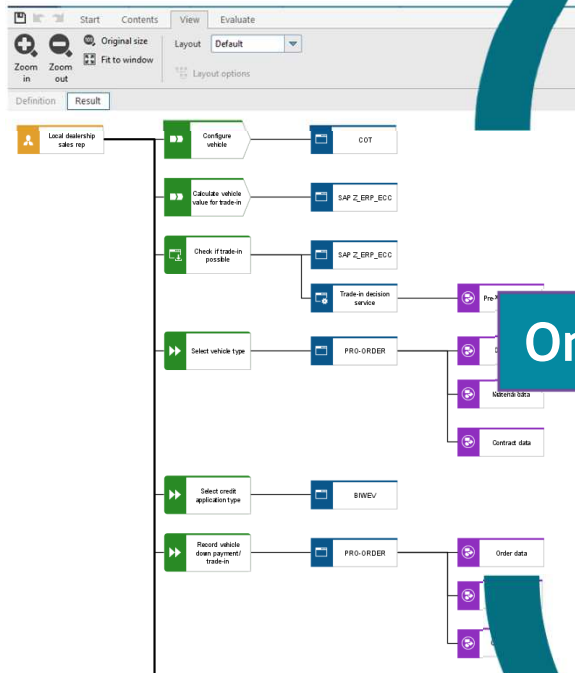 Start Contents View Evaluate
Zoom in
Zoom out
100% Original size
Fit to window
Layout Default
Layout options
Definition Result
Local dealership
sales rep
Configure
vehicle
COT
Calculate vehicle
value for trade-in
SAP Z_ERP_ECC
Check if trade-in
possible
SAP Z_ERP_ECC
Trade-in decision
service
Select vehicle type
PRO-ORDER
Material data
Contract data
Select credit
application type
BIWEV
Record vehicle
down payment/
trade-in
PRO-ORDER
Order data